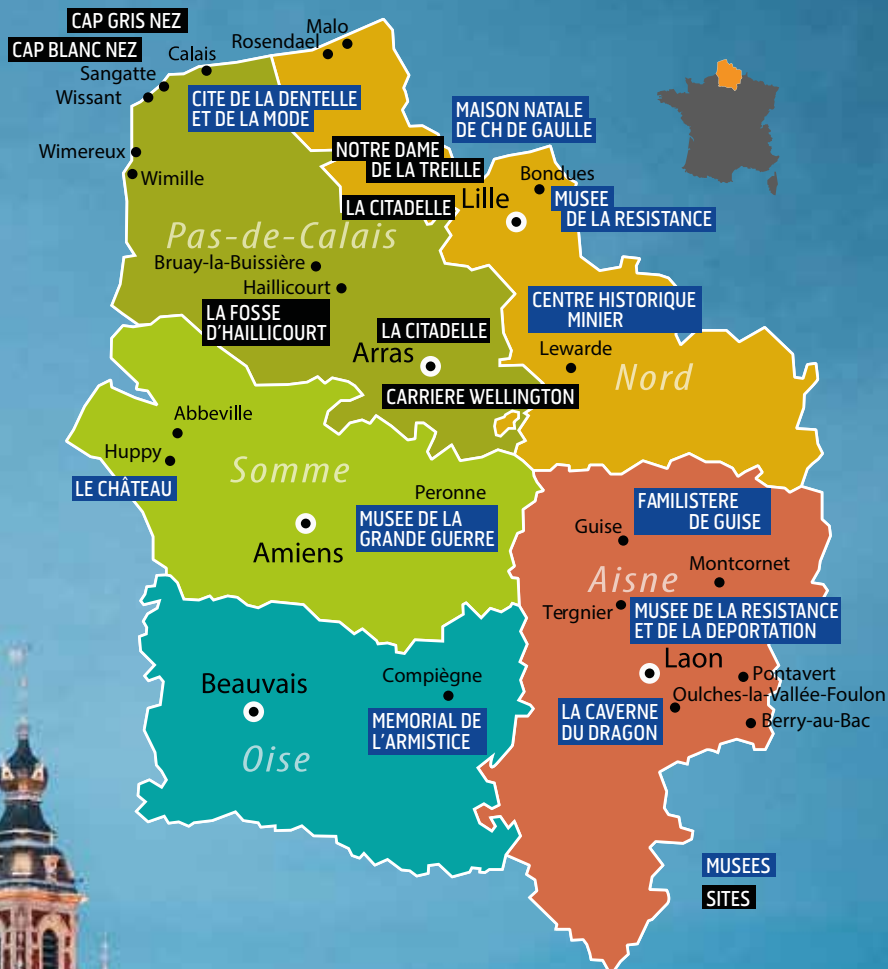 CAP GRIS NEZ
Malo
Rosendael
CAP BLANC NEZ
Calais
Sangatte
Wissant
CITE DE LA DENTELLE
ET DE LA MODE
MAISON NATALE
DE CH DE GAULLE
Wimereux
NOTRE DAME
DE LA TREILLE
Wimille
Bondues
LA CITADELLE
Lille
MUSEE
DE LA RESISTANCE
Pas-de-Calais
Bruay-la-Buissière
Haillicourt
LA FOSSE
D'HAILLICOURT
CENTRE HISTORIQUE
MINIER
LA CITADELLE
Arras
Lewarde
Nord
CARRIERE WELLINGTON
Abbeville
Huppy
LE CHÂTEAU
Somme
Peronne
MUSEE DE LA
GRANDE GUERRE
Amiens
FAMILISTERE
DE GUISE
Guise
Montcornet
Aisne
Tergnier
MUSEE DE LA RESISTANCE
ET DE LA DEPORTATION
Laon
Pontavert
Oulches-la-Vallée-Foulon
LA CAVERNE
DU DRAGON
Berry-au-Bac
Beauvais
Compiègne
MEMORIAL DE
L'ARMISTICE
Oise
MUSEES
SITES